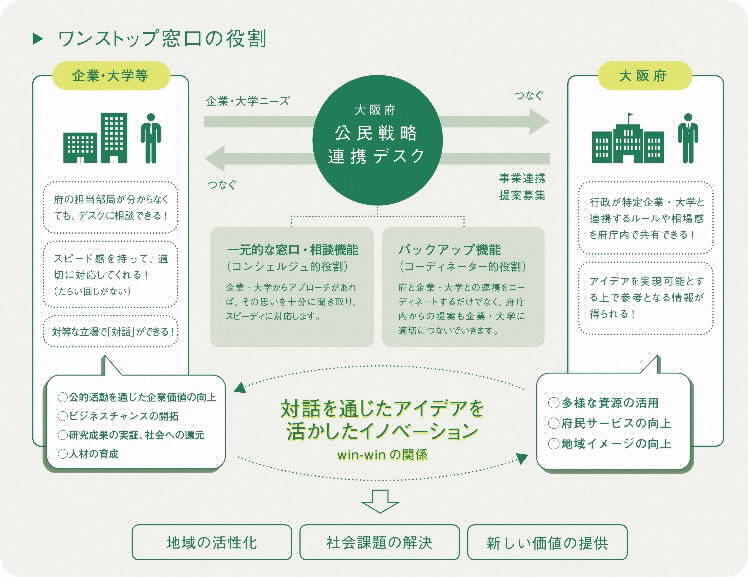 ▶ ワンストップ窓口の役割
企業・大学等
府の担当部局が分からなく
ても、デスクに相談できる！
スピード感を持って、適
切に対応してくれる！
（たらい回しがない）
対等な立場で「対話」ができる！
○公的活動を通じた企業価値の向上
○ビジネスチャンスの開拓
○研究成果の実証、社会への還元
○人材の育成
企業・大学ニーズ
つなぐ
大阪府
公民戦略
連携デスク
つなぐ
事業連携
提案募集
一元的な窓口・相談機能
（コンシェルジュ的役割）
企業・大学からアプローチがあれ
ば、その思いを十分に聞き取り、
スピーディに対応します。
バックアップ機能
（コーディネーター的役割）
府と企業・大学との連携をコー
ディネートするだけでなく、府庁
内からの提案も企業・大学に
適切につないでいきます。
大阪府
行政が特定企業・大学と
連携するルールや相場感
を府庁内で共有できる！
アイデアを実現可能とす
る上で参考となる情報が
得られる！
○多様な資源の活用
○府民サービスの向上
○地域イメージの向上
対話を通じたアイデアを
活かしたイノベーション
win-win の関係
地域の活性化
社会課題の解決
新しい価値の提供